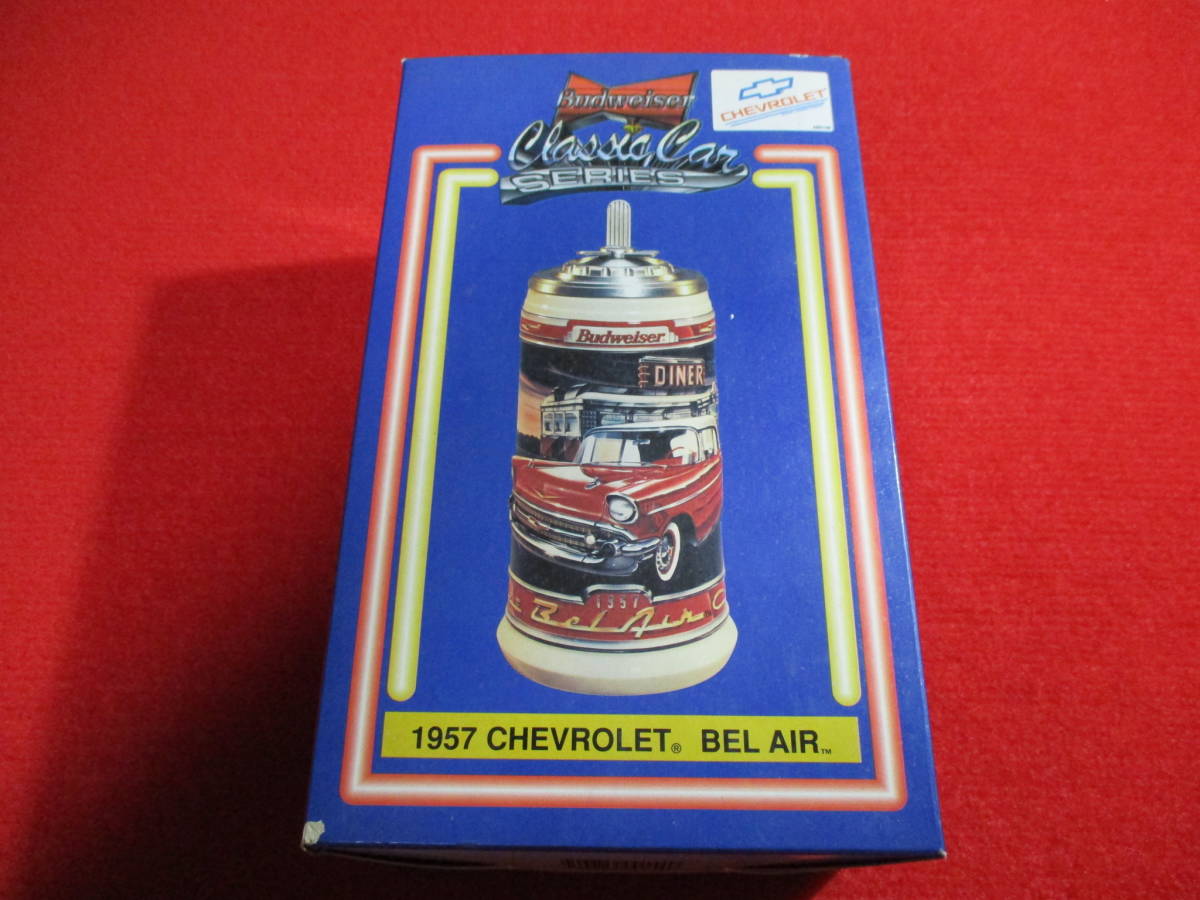 Budweiser
CHEVROLET
Classic Car
SERIES
Budweiser
DINER
1957
Bel Air
1957 CHEVROLET® BEL AIR™